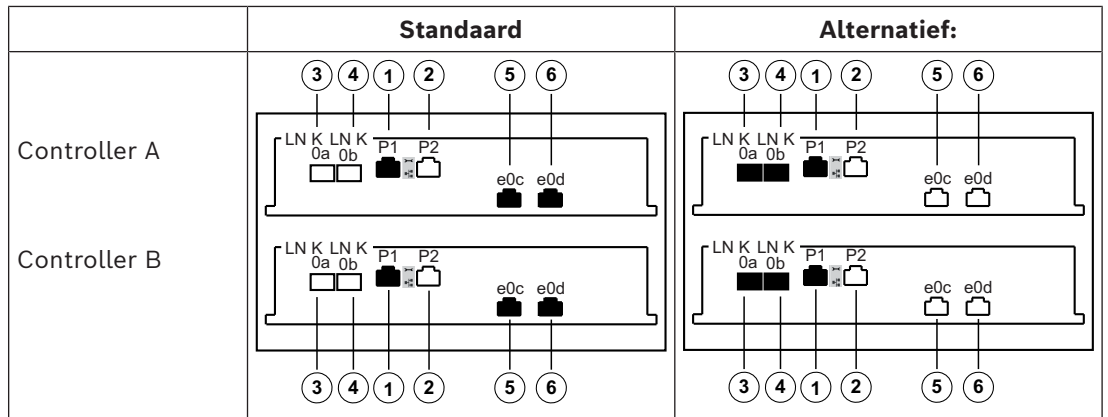 Standaard
Alternatief:
3 4 1 2 5 6
3 4 1 2 5 6
Controller A
LN K LN K
0a 0b P1 P2
e0c e0d
LN K LN K
0a 0b P1 P2
e0c e0d
Controller B
LN K LN K
0a 0b P1 P2
e0c e0d
LN K LN K
0a 0b P1 P2
e0c e0d
3 4 1 2 5 6
3 4 1 2 5 6